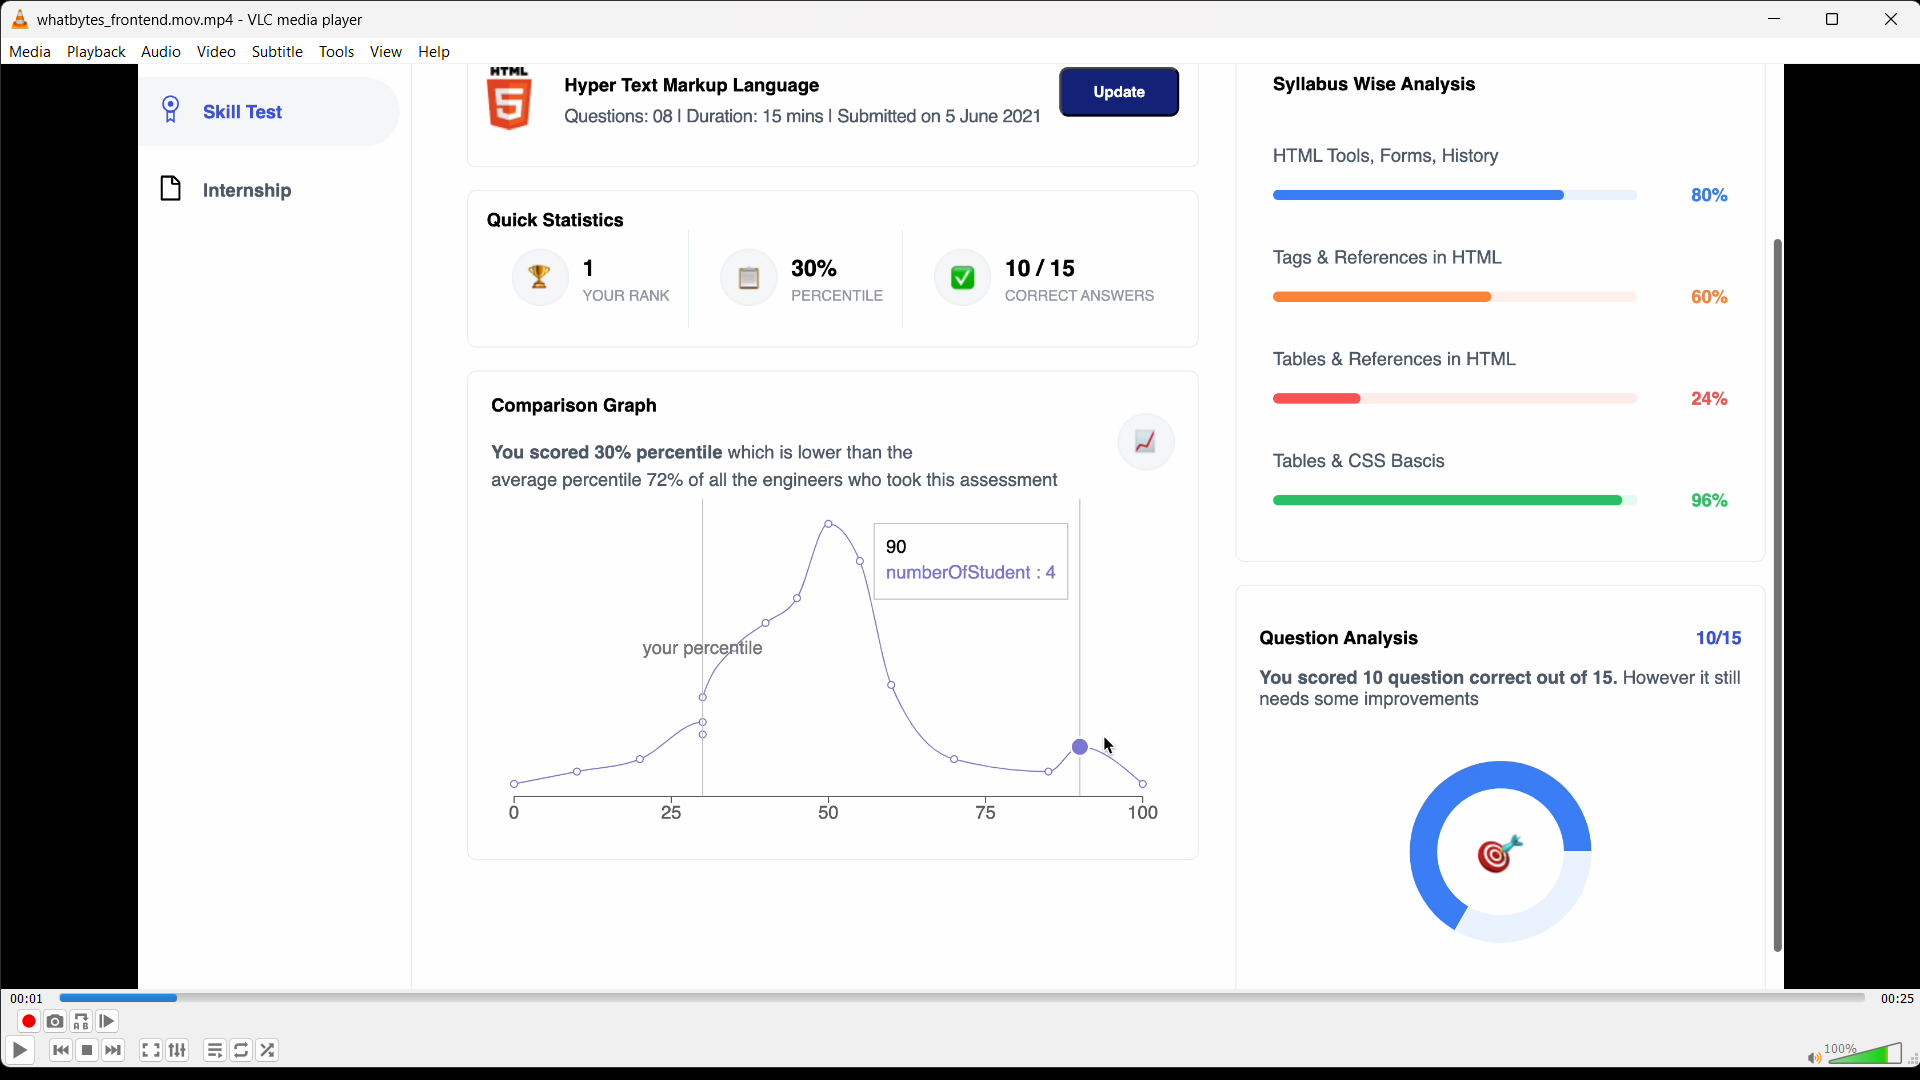 whatbytes_frontend.mov.mp4 - VLC media player
Media Playback Audio Video Subtitle Tools View Help
Skill Test
Internship
HTML
5
Hyper Text Markup Language
Questions: 08 | Duration: 15 mins | Submitted on 5 June 2021
Update
Quick Statistics
1
YOUR RANK
30%
PERCENTILE
10 / 15
CORRECT ANSWERS
Comparison Graph
You scored 30% percentile which is lower than the
average percentile 72% of all the engineers who took this assessment
90
numberOfStudent : 4
your percentile
0 25 50 75 100
Syllabus Wise Analysis
HTML Tools, Forms, History
80%
Tags & References in HTML
60%
Tables & References in HTML
24%
Tables & CSS Bascis
96%
Question Analysis
10/15
You scored 10 question correct out of 15. However it still
needs some improvements
00:01
00:25
A B
100%